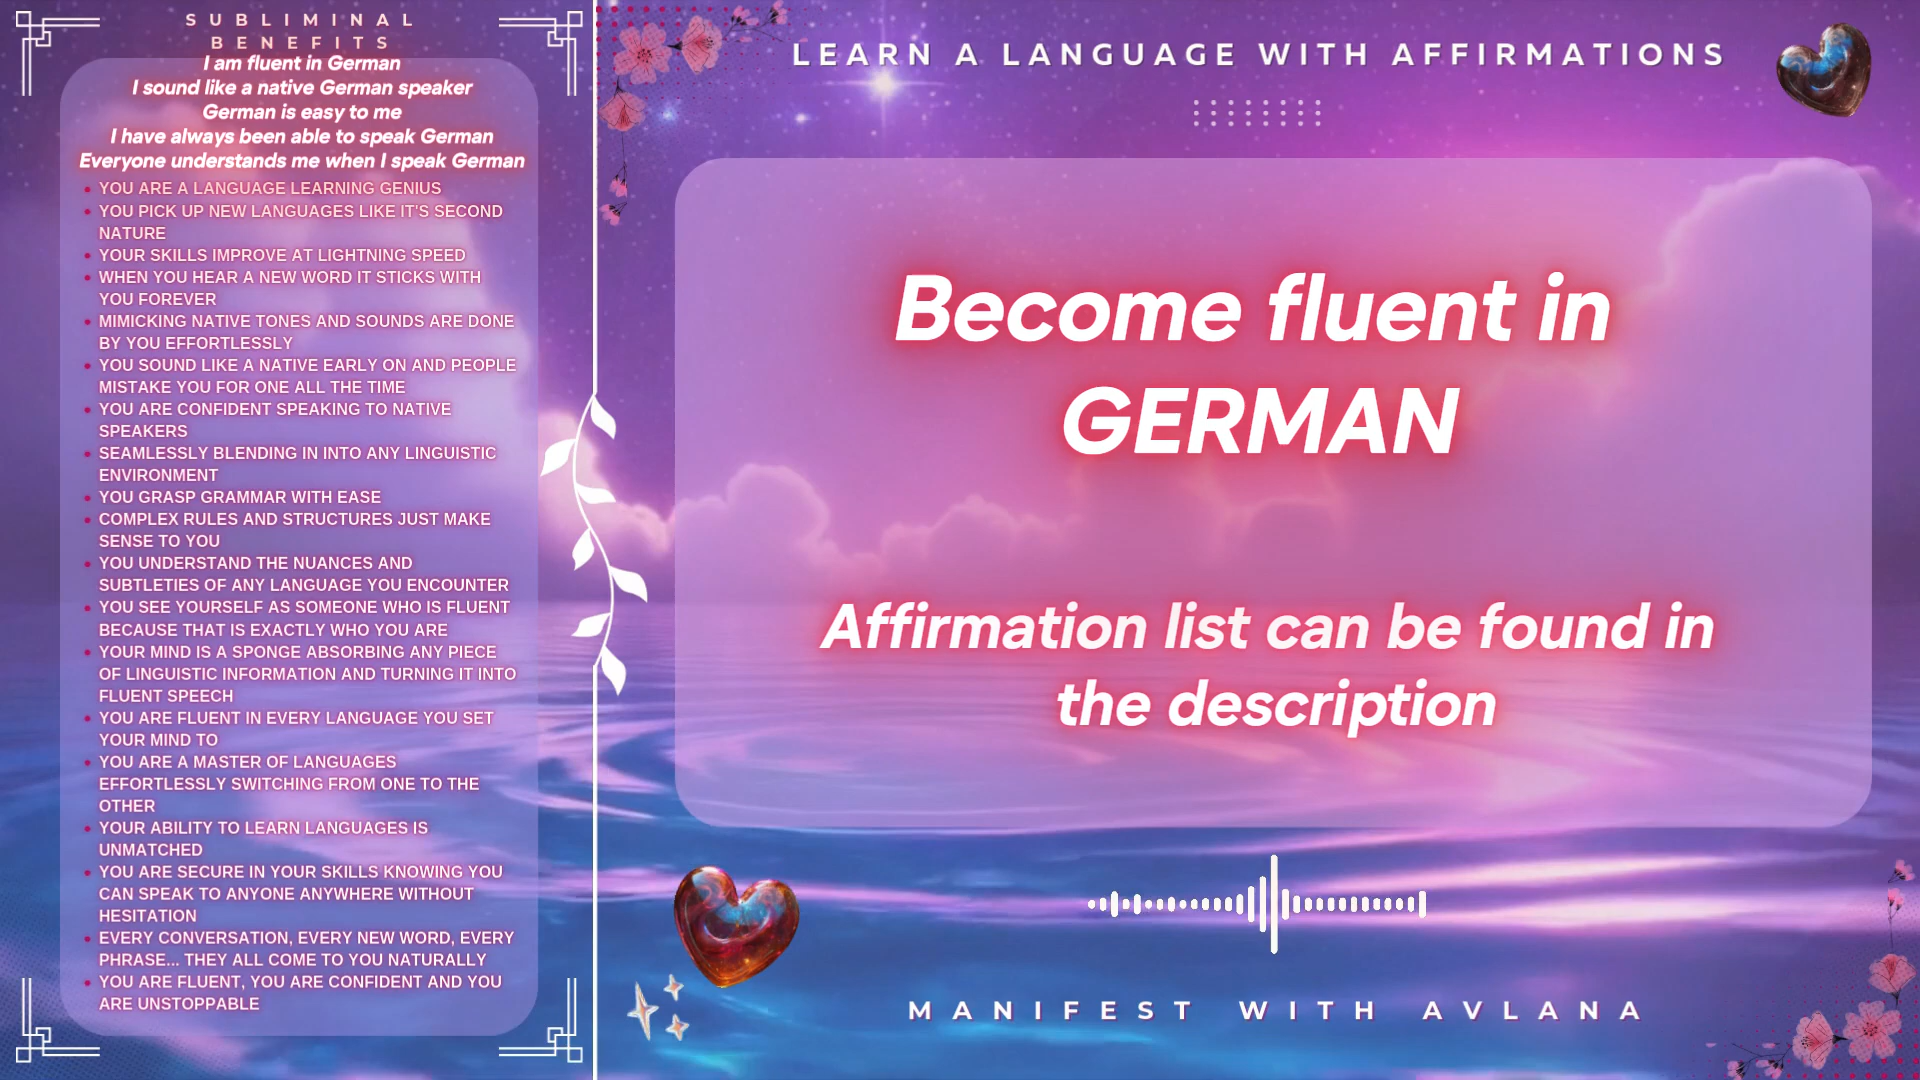 SUBLIMINAL
BENEFITS
I am fluent in German
I sound like a native German speaker
German is easy to me
I have always been able to speak German
Everyone understands me when I speak German
• YOU ARE A LANGUAGE LEARNING GENIUS
• YOU PICK UP NEW LANGUAGES LIKE IT'S SECOND
NATURE
• YOUR SKILLS IMPROVE AT LIGHTNING SPEED
• WHEN YOU HEAR A NEW WORD IT STICKS WITH
YOU FOREVER
• MIMICKING NATIVE TONES AND SOUNDS ARE DONE
BY YOU EFFORTLESSLY
• YOU SOUND LIKE A NATIVE EARLY ON AND PEOPLE
MISTAKE YOU FOR ONE ALL THE TIME
• YOU ARE CONFIDENT SPEAKING TO NATIVE
SPEAKERS
• SEAMLESSLY BLENDING IN INTO ANY LINGUISTIC
ENVIRONMENT
• YOU GRASP GRAMMAR WITH EASE
• COMPLEX RULES AND STRUCTURES JUST MAKE
SENSE TO YOU
• YOU UNDERSTAND THE NUANCES AND
SUBTLETIES OF ANY LANGUAGE YOU ENCOUNTER
• YOU SEE YOURSELF AS SOMEONE WHO IS FLUENT
BECAUSE THAT IS EXACTLY WHO YOU ARE
• YOUR MIND IS A SPONGE ABSORBING ANY PIECE
OF LINGUISTIC INFORMATION AND TURNING IT INTO
FLUENT SPEECH
• YOU ARE FLUENT IN EVERY LANGUAGE YOU SET
YOUR MIND TO
• YOU ARE A MASTER OF LANGUAGES
EFFORTLESSLY SWITCHING FROM ONE TO THE
OTHER
• YOUR ABILITY TO LEARN LANGUAGES IS
UNMATCHED
• YOU ARE SECURE IN YOUR SKILLS KNOWING YOU
CAN SPEAK TO ANYONE ANYWHERE WITHOUT
HESITATION
• EVERY CONVERSATION, EVERY NEW WORD, EVERY
PHRASE... THEY ALL COME TO YOU NATURALLY
• YOU ARE FLUENT, YOU ARE CONFIDENT AND YOU
ARE UNSTOPPABLE
LEARN A LANGUAGE WITH AFFIRMATIONS
Become fluent in
GERMAN
Affirmation list can be found in
the description
MANIFEST WITH AVLANA